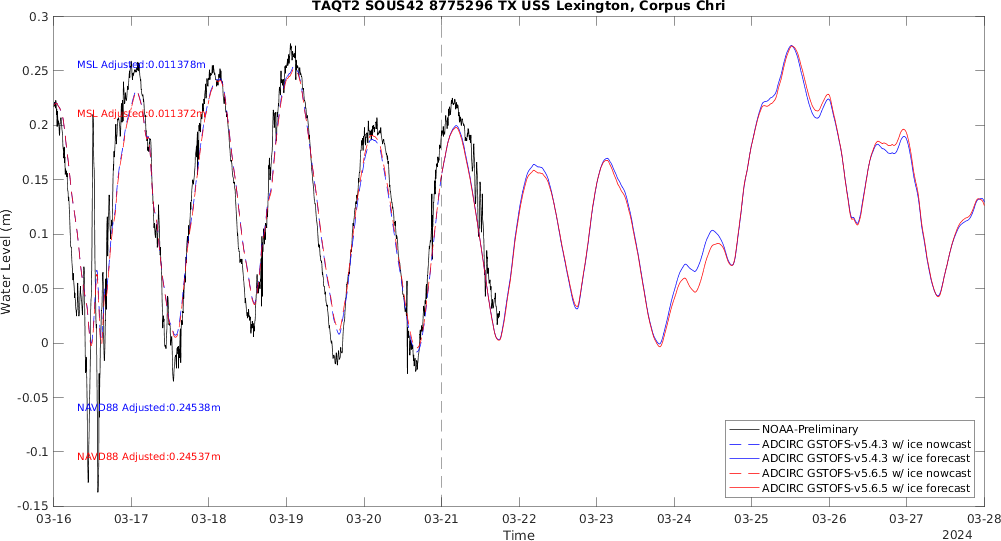 TAQT2 SOUS42 8775296 TX USS Lexington, Corpus Chri
0.3
0.25
0.2
0.15
0.1
0.05
0
-0.05
-0.1
-0.15
Water Level (m)
MSL Adjusted:0.011378m
MSL Adjusted:0.011372m
NAVD88 Adjusted:0.24538m
NAVD88 Adjusted:0.24537m
NOAA-Preliminary
ADCIRC GSTOFS-v5.4.3 w/ ice nowcast
ADCIRC GSTOFS-v5.4.3 w/ ice forecast
ADCIRC GSTOFS-v5.6.5 w/ ice nowcast
ADCIRC GSTOFS-v5.6.5 w/ ice forecast
03-16 03-17 03-18 03-19 03-20 03-21 03-22 03-23 03-24 03-25 03-26 03-27 03-28
Time
2024